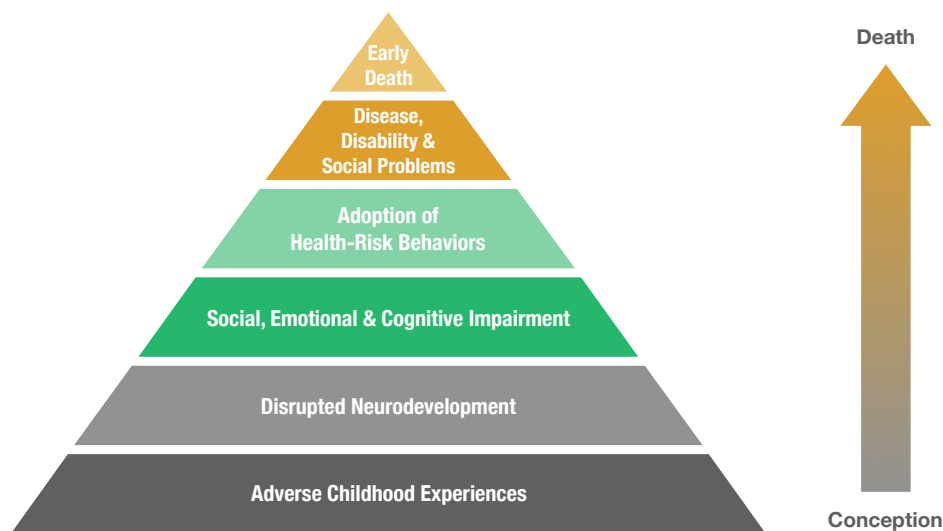 Early
Death
Disease,
Disability &
Social Problems
Adoption of
Health-Risk Behaviors
Social, Emotional & Cognitive Impairment
Disrupted Neurodevelopment
Adverse Childhood Experiences
Death
Conception